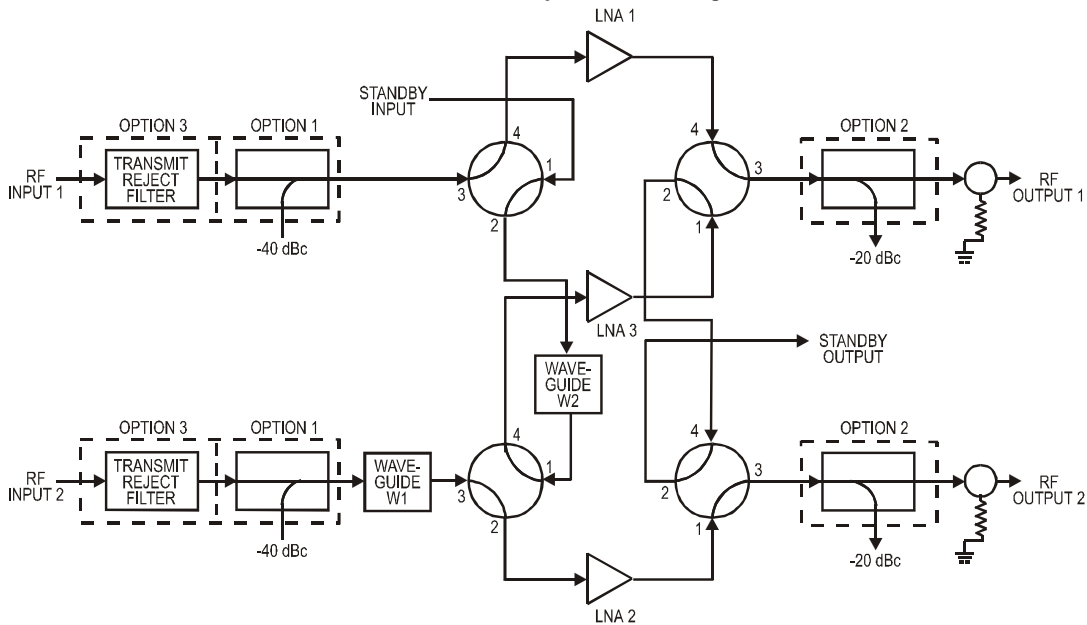 LNA 1
STANDBY
INPUT
OPTION 3
OPTION 1
4
4
OPTION 2
TRANSMIT
REJECT
FILTER
RF
INPUT 1
1
3
2
2
3
1
RF
OUTPUT 1
-40 dBc
-20 dBc
LNA 3
STANDBY
OUTPUT
WAVE-
GUIDE
W2
OPTION 3
OPTION 1
4
4
OPTION 2
TRANSMIT
REJECT
FILTER
RF
INPUT 2
WAVE-
GUIDE
W1
1
3
2
3
2
1
RF
OUTPUT 2
-40 dBc
-20 dBc
LNA 2